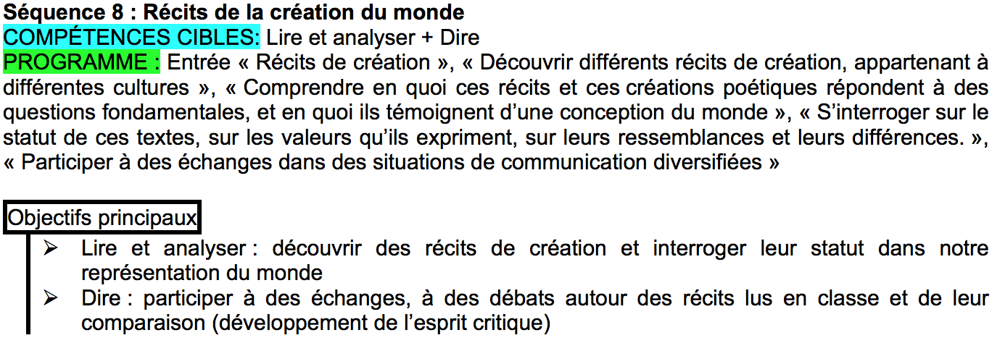 Séquence 8 : Récits de la création du monde
COMPÉTENCES CIBLES: Lire et analyser + Dire
PROGRAMME : Entrée « Récits de création », « Découvrir différents récits de création, appartenant à
différentes cultures », « Comprendre en quoi ces récits et ces créations poétiques répondent à des
questions fondamentales, et en quoi ils témoignent d’une conception du monde », « S’interroger sur le
statut de ces textes, sur les valeurs qu’ils expriment, sur leurs ressemblances et leurs différences. »,
« Participer à des échanges dans des situations de communication diversifiées »
Objectifs principaux
➢ Lire et analyser : découvrir des récits de création et interroger leur statut dans notre
représentation du monde
➢ Dire : participer à des échanges, à des débats autour des récits lus en classe et de leur
comparaison (développement de l’esprit critique)